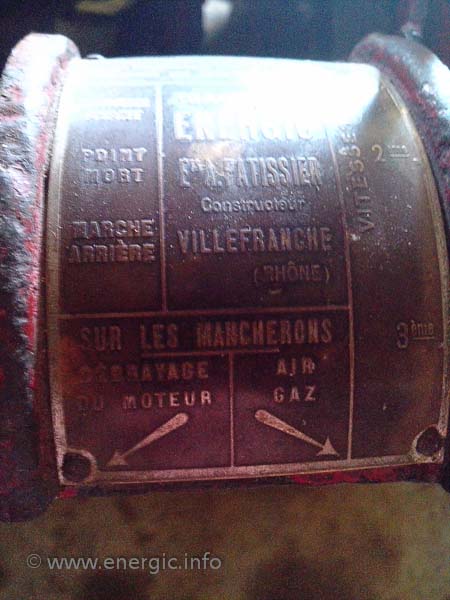 POINT
MORT
MARCHE
ARRIÈRE
ENERGIC
Ets A. PATISSIER
Constructeur
VILLEFRANCHE
(RHÔNE)
VITESSES
2ème
3ème
SUR LES MANCHERONS
DÉBRAYAGE
DU MOTEUR
AIR
GAZ
© www.energic.info